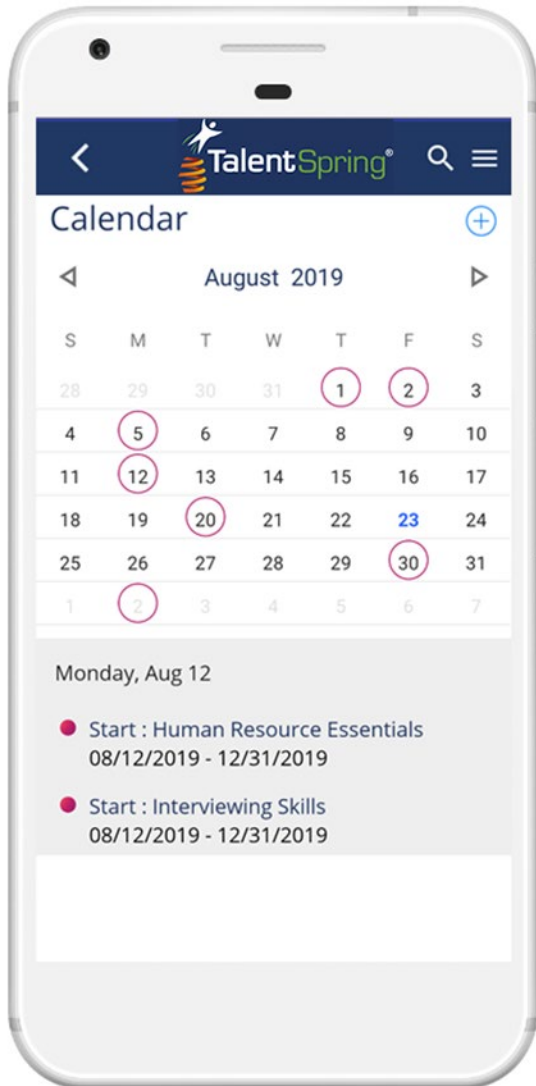 TalentSpring®
Calendar
August 2019
S M T W T F S
28 29 30 31 1 2 3
4 5 6 7 8 9 10
11 12 13 14 15 16 17
18 19 20 21 22 23 24
25 26 27 28 29 30 31
1 2 3 4 5 6 7
Monday, Aug 12
Start : Human Resource Essentials
08/12/2019 - 12/31/2019
Start : Interviewing Skills
08/12/2019 - 12/31/2019